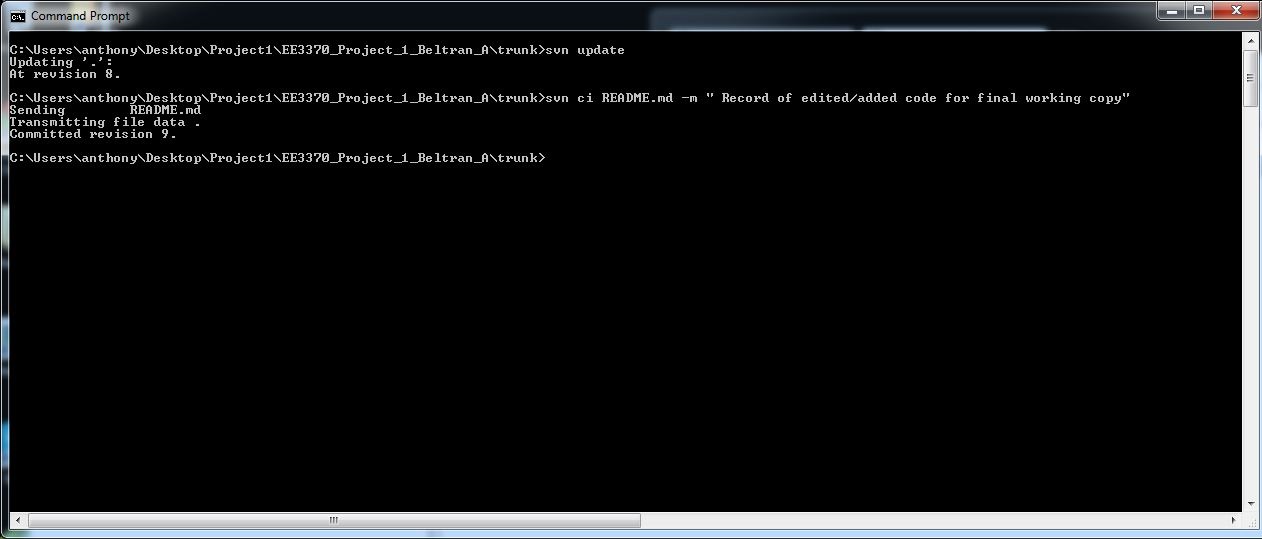 Command Prompt
C:\Users\anthony\Desktop\Project1\EE3370_Project_1_Beltran_A\trunk>svn update
Updating '.':
At revision 8.
C:\Users\anthony\Desktop\Project1\EE3370_Project_1_Beltran_A\trunk>svn ci README.md -m " Record of edited/added code for final working copy"
Sending        README.md
Transmitting file data .
Committed revision 9.
C:\Users\anthony\Desktop\Project1\EE3370_Project_1_Beltran_A\trunk>